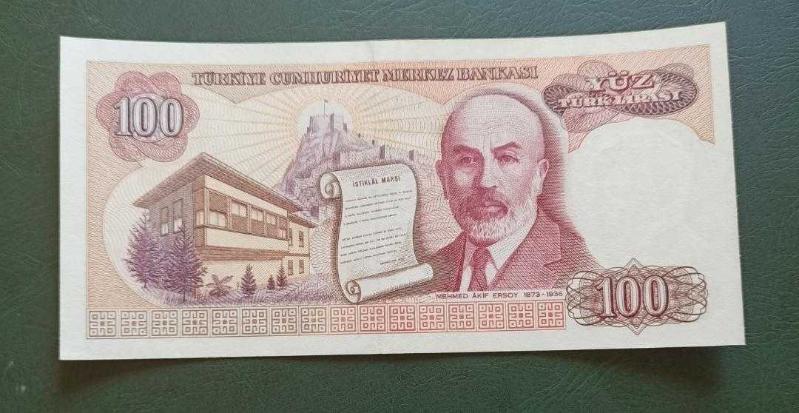 TÜRKİYE CUMHURİYET MERKEZ BANKASI
100
YÜZ
TÜRK LİRASI
İSTİKLÂL MARŞI
MEHMED ÂKİF ERSOY 1873-1936
100